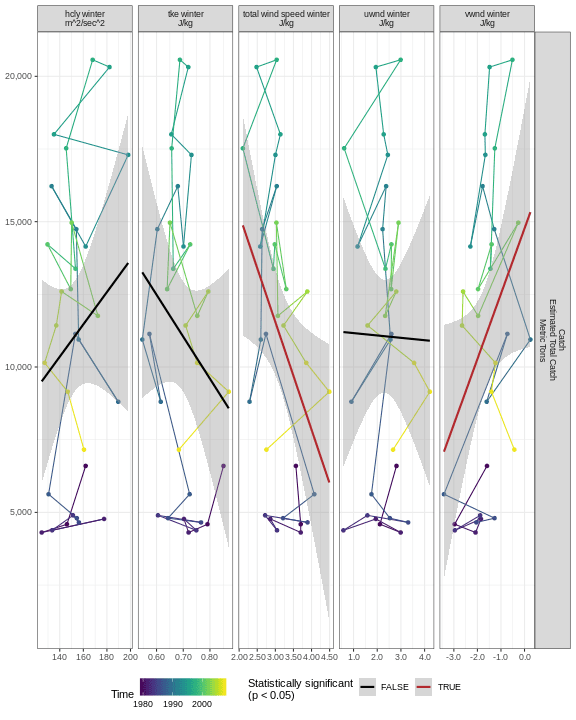 hcly winter
m^2/sec^2
tke winter
J/kg
total wind speed winter
J/kg
uwnd winter
J/kg
vwnd winter
J/kg
20,000
15,000
10,000
5,000
Catch
Estimated Total Catch
Metric Tons
140 160 180 200
0.60 0.70 0.80
2.00 2.50 3.00 3.50 4.00 4.50
1.0 2.0 3.0 4.0
-3.0 -2.0 -1.0 0.0
Time
1980 1990 2000
Statistically significant
(p < 0.05)
FALSE
TRUE